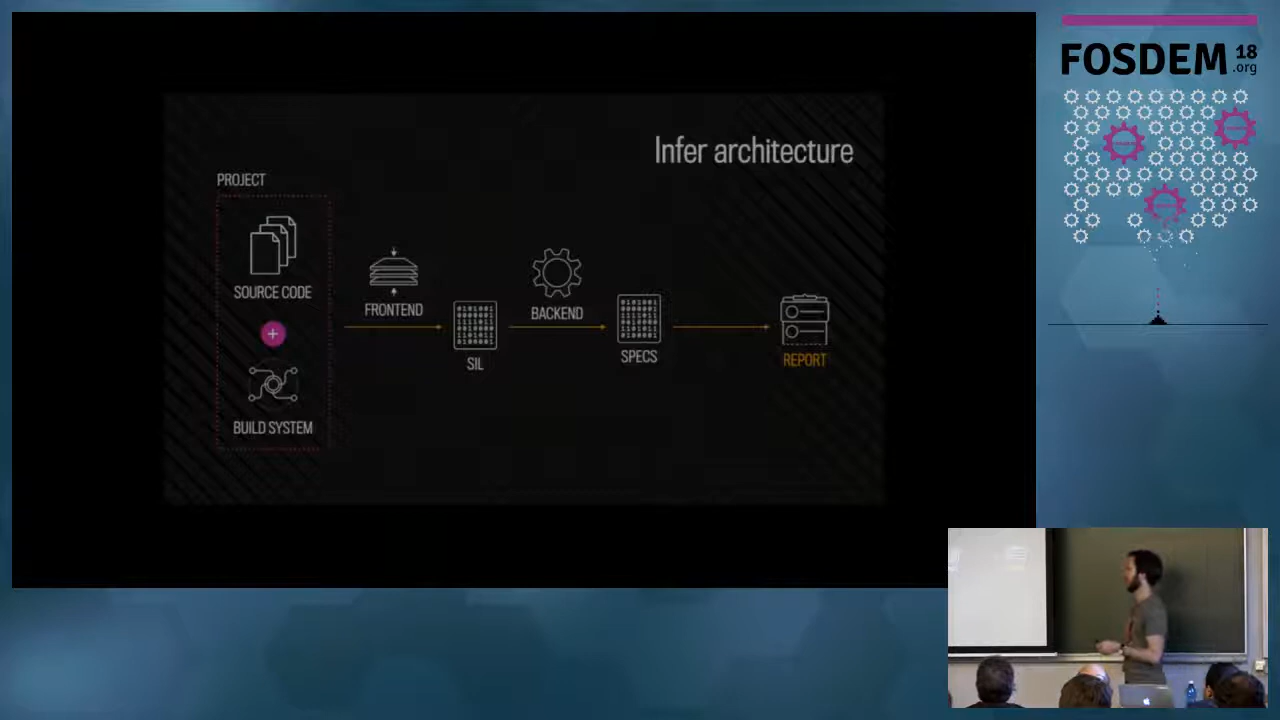 Infer architecture
PROJECT
SOURCE CODE
+
BUILD SYSTEM
FRONTEND
SIL
BACKEND
SPECS
REPORT
FOSDEM 18
.org